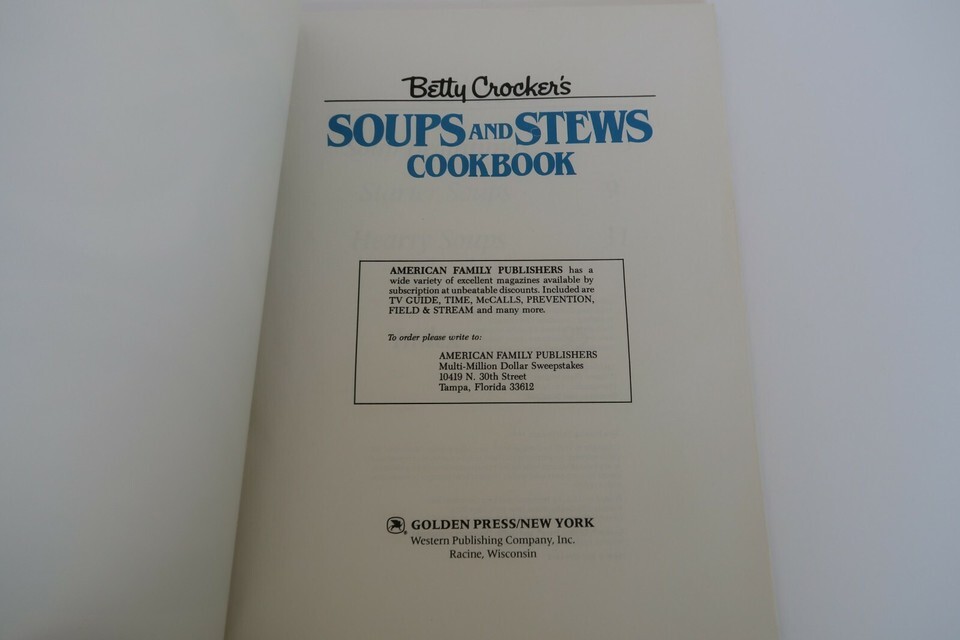 Betty Crocker's
SOUPS AND STEWS
COOKBOOK
AMERICAN FAMILY PUBLISHERS has a
wide variety of excellent magazines available by
subscription at unbeatable discounts. Included are
TV GUIDE, TIME, McCALLS, PREVENTION,
FIELD & STREAM and many more.
To order please write to:
AMERICAN FAMILY PUBLISHERS
Multi-Million Dollar Sweepstakes
10419 N. 30th Street
Tampa, Florida 33612
GOLDEN PRESS/NEW YORK
Western Publishing Company, Inc.
Racine, Wisconsin